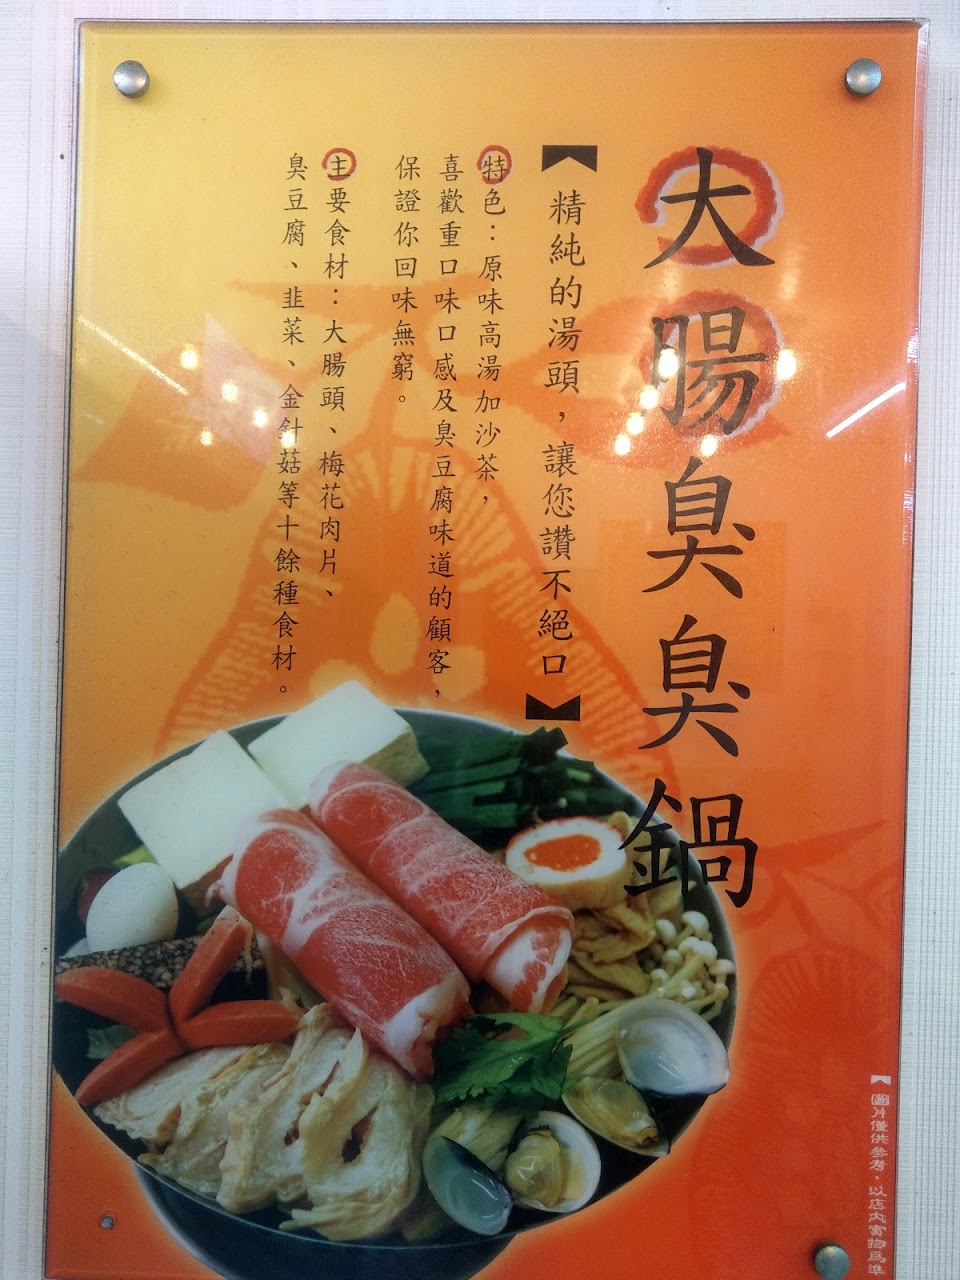 大腸臭臭鍋
【精純的湯頭，讓您讚不絕口】
特色：原味高湯加沙茶，
喜歡重口味口感及臭豆腐味道的顧客，
保證你回味無窮。
主要食材：大腸頭、梅花肉片、
臭豆腐、韭菜、金針菇等十餘種食材。
【圖片僅供參考，以店內實物為準